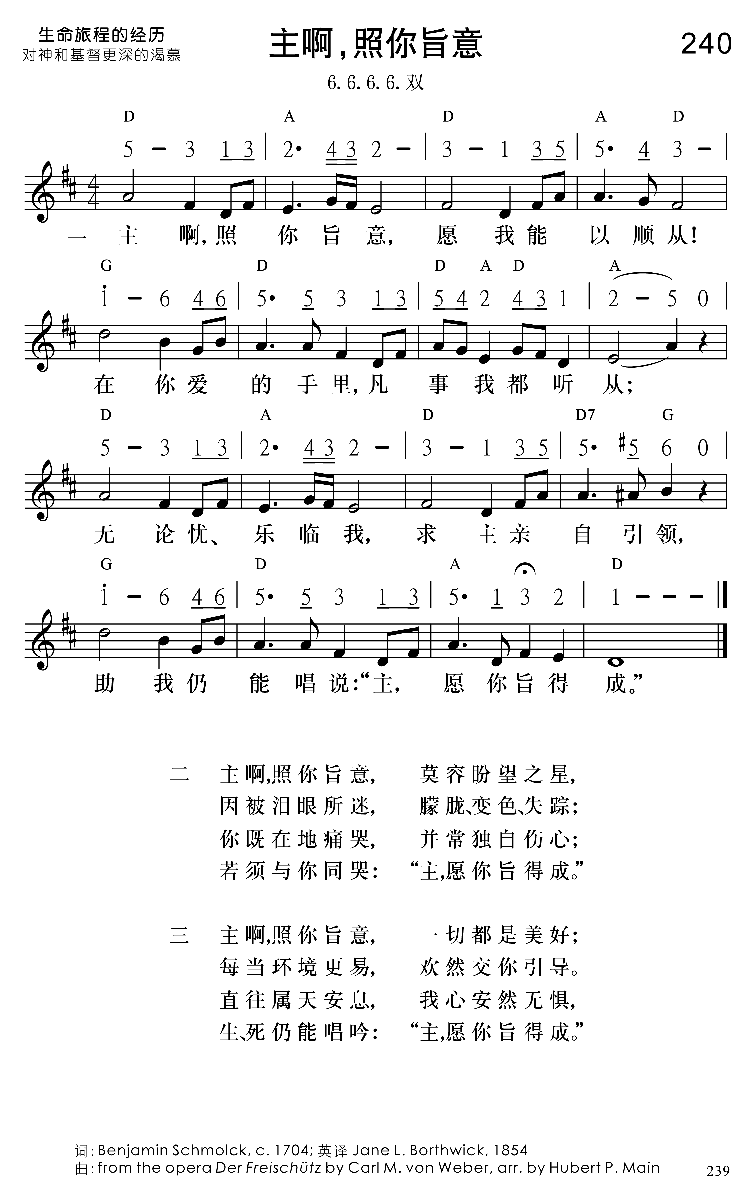 生命旅程的经历
对神和基督更深的渴慕
主啊，照你旨意
240
6.6.6.6.双
D A D A D
5 – 3 1 3 | 2• 4 3 2 – | 3 – 1 3 5 | 5• 4 3 – |
一 主啊，照你旨意， 愿我能以顺从！
G D D A D A
i – 6 4 6 | 5• 5 3 1 3 | 5 4 2 4 3 1 | 2 – 5 0 |
在你爱的手里，凡事我都听从；
D A D D7 G
5 – 3 1 3 | 2• 4 3 2 – | 3 – 1 3 5 | 5• #5 6 0 |
无论忧、乐临我，求主亲自引领，
G D A D
i – 6 4 6 | 5• 5 3 1 3 | 5• 1 3 2 | 1 – – – ||
助我仍能唱说：“主，愿你旨得成。”
二 主啊，照你旨意， 莫容盼望之星，
因被泪眼所迷， 朦胧、变色、失踪；
你既在地痛哭， 并常独自伤心；
若须与你同哭： “主，愿你旨得成。”
三 主啊，照你旨意， 一切都是美好；
每当环境更易， 欢然交你引导。
直往属天安息， 我心安然无惧，
生、死仍能唱吟： “主，愿你旨得成。”
词：Benjamin Schmolck, c. 1704; 英译 Jane L. Borthwick, 1854
曲：from the opera Der Freischütz by Carl M. von Weber, arr. by Hubert P. Main
239